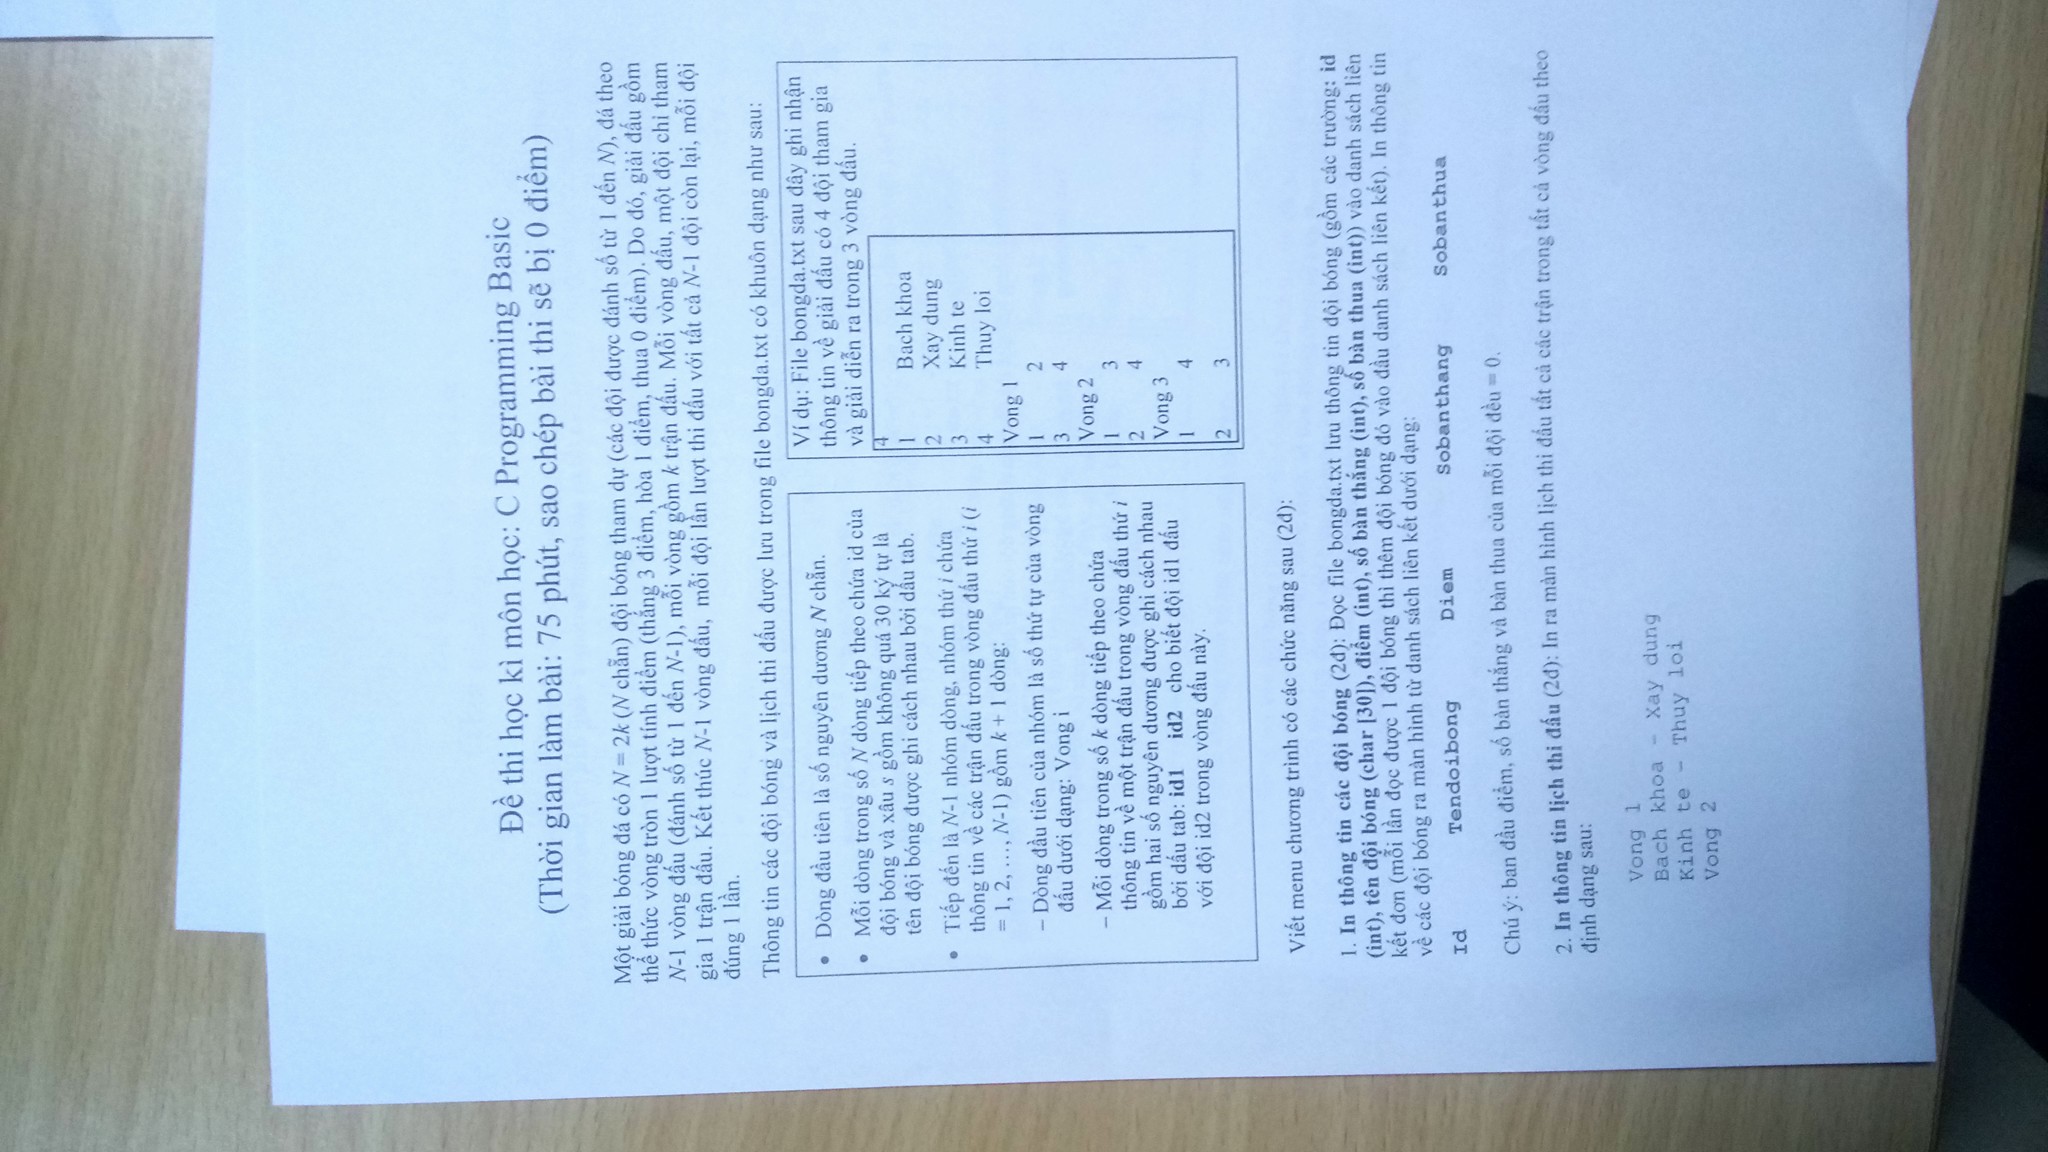 Đề thi học kì môn học: C Programming Basic
(Thời gian làm bài: 75 phút, sao chép bài thi sẽ bị 0 điểm)
Một giải bóng đá có N = 2k (N chẵn) đội bóng tham dự (các đội được đánh số từ 1 đến N), đá theo
thể thức vòng tròn 1 lượt tính điểm (thắng 3 điểm, hòa 1 điểm, thua 0 điểm). Do đó, giải đấu gồm
N-1 vòng đấu (đánh số từ 1 đến N-1), mỗi vòng gồm k trận đấu. Mỗi vòng đấu, một đội chỉ tham
gia 1 trận đấu. Kết thúc N-1 vòng đấu, mỗi đội lần lượt thi đấu với tất cả N-1 đội còn lại, mỗi đội
đúng 1 lần.
Thông tin các đội bóng và lịch thi đấu được lưu trong file bongda.txt có khuôn dạng như sau:
• Dòng đầu tiên là số nguyên dương N chẵn.
• Mỗi dòng trong số N dòng tiếp theo chứa id của
đội bóng và xâu s gồm không quá 30 ký tự là
tên đội bóng được ghi cách nhau bởi dấu tab.
• Tiếp đến là N-1 nhóm dòng, nhóm thứ i chứa
thông tin về các trận đấu trong vòng đấu thứ i (i
= 1, 2, ..., N-1) gồm k + 1 dòng:
– Dòng đầu tiên của nhóm là số thứ tự của vòng
đấu dưới dạng: Vong i
– Mỗi dòng trong số k dòng tiếp theo chứa
thông tin về một trận đấu trong vòng đấu thứ i
gồm hai số nguyên dương được ghi cách nhau
bởi dấu tab: id1 id2 cho biết đội id1 đấu
với đội id2 trong vòng đấu này.
Ví dụ: File bongda.txt sau đây ghi nhận
thông tin về giải đấu có 4 đội tham gia
và giải diễn ra trong 3 vòng đấu.
4
1 Bach khoa
2 Xay dung
3 Kinh te
4 Thuy loi
Vong 1
1 2
3 4
Vong 2
1 3
2 4
Vong 3
1 4
2 3
Viết menu chương trình có các chức năng sau (2đ):
1. In thông tin các đội bóng (2đ): Đọc file bongda.txt lưu thông tin đội bóng (gồm các trường: id
(int), tên đội bóng (char [30]), điểm (int), số bàn thắng (int), số bàn thua (int)) vào danh sách liên
kết đơn (mỗi lần đọc được 1 đội bóng thì thêm đội bóng đó vào đầu danh sách liên kết). In thông tin
về các đội bóng ra màn hình từ danh sách liên kết dưới dạng:
Id Tendoibong Diem Sobanthang Sobanthua
Chú ý: ban đầu điểm, số bàn thắng và bàn thua của mỗi đội đều = 0.
2. In thông tin lịch thi đấu (2đ): In ra màn hình lịch thi đấu tất cả các trận trong tất cả vòng đấu theo
định dạng sau:
Vong 1
Bach khoa – Xay dung
Kinh te – Thuy loi
Vong 2